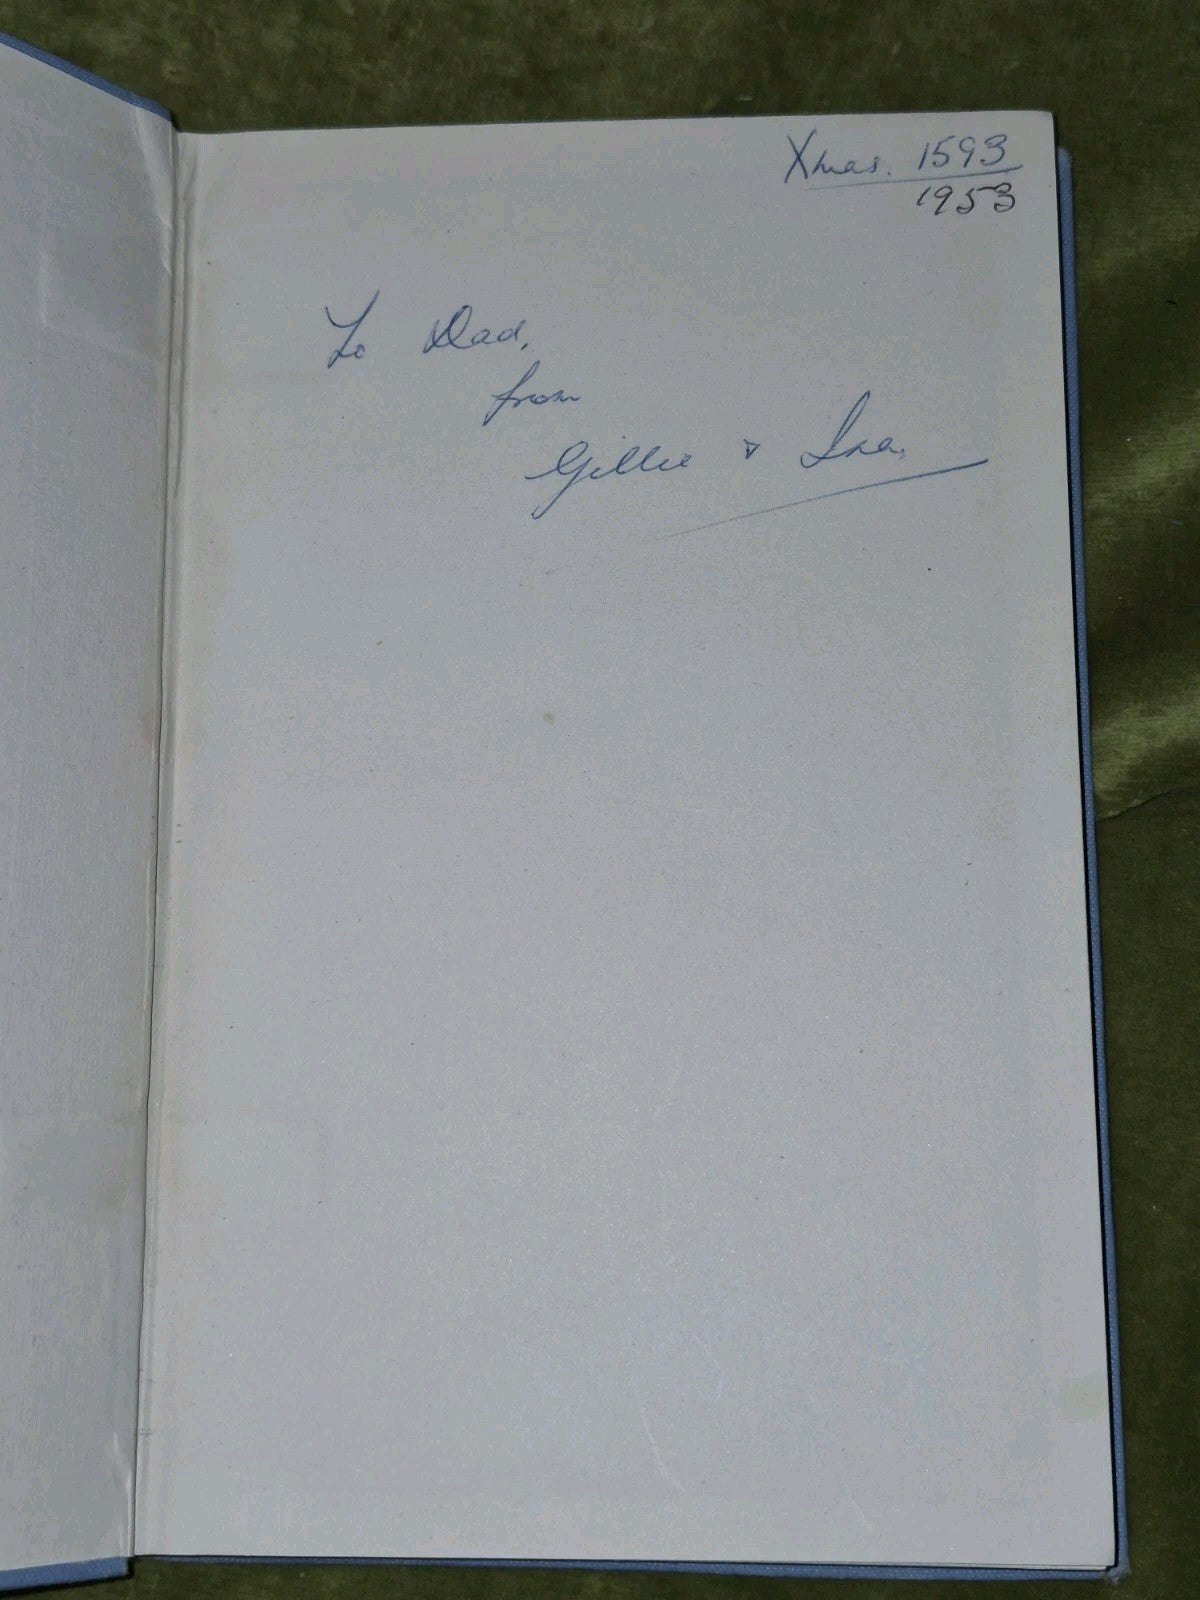 Xmas. 1593
1953
To Dad,
from
Gillie & Ina.